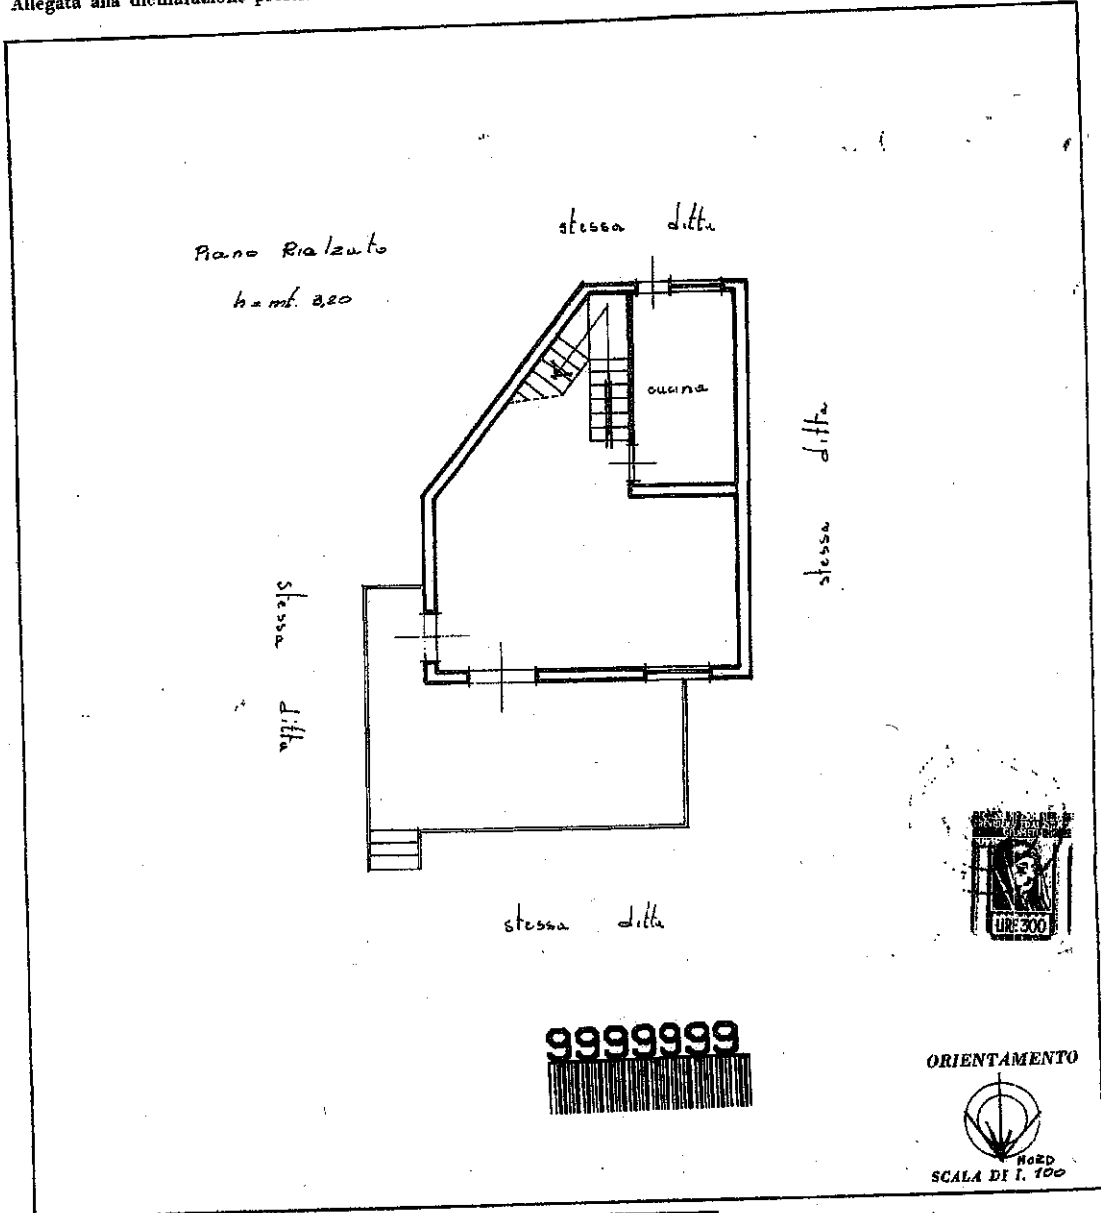 Allegata alla dichiarazione
stessa ditta
Piano Rialzato
h = mt. 3,20
cucina
stessa ditta
stessa ditta
stessa ditta
LIRE 300
9999999
ORIENTAMENTO
NORD
SCALA DI 1. 100